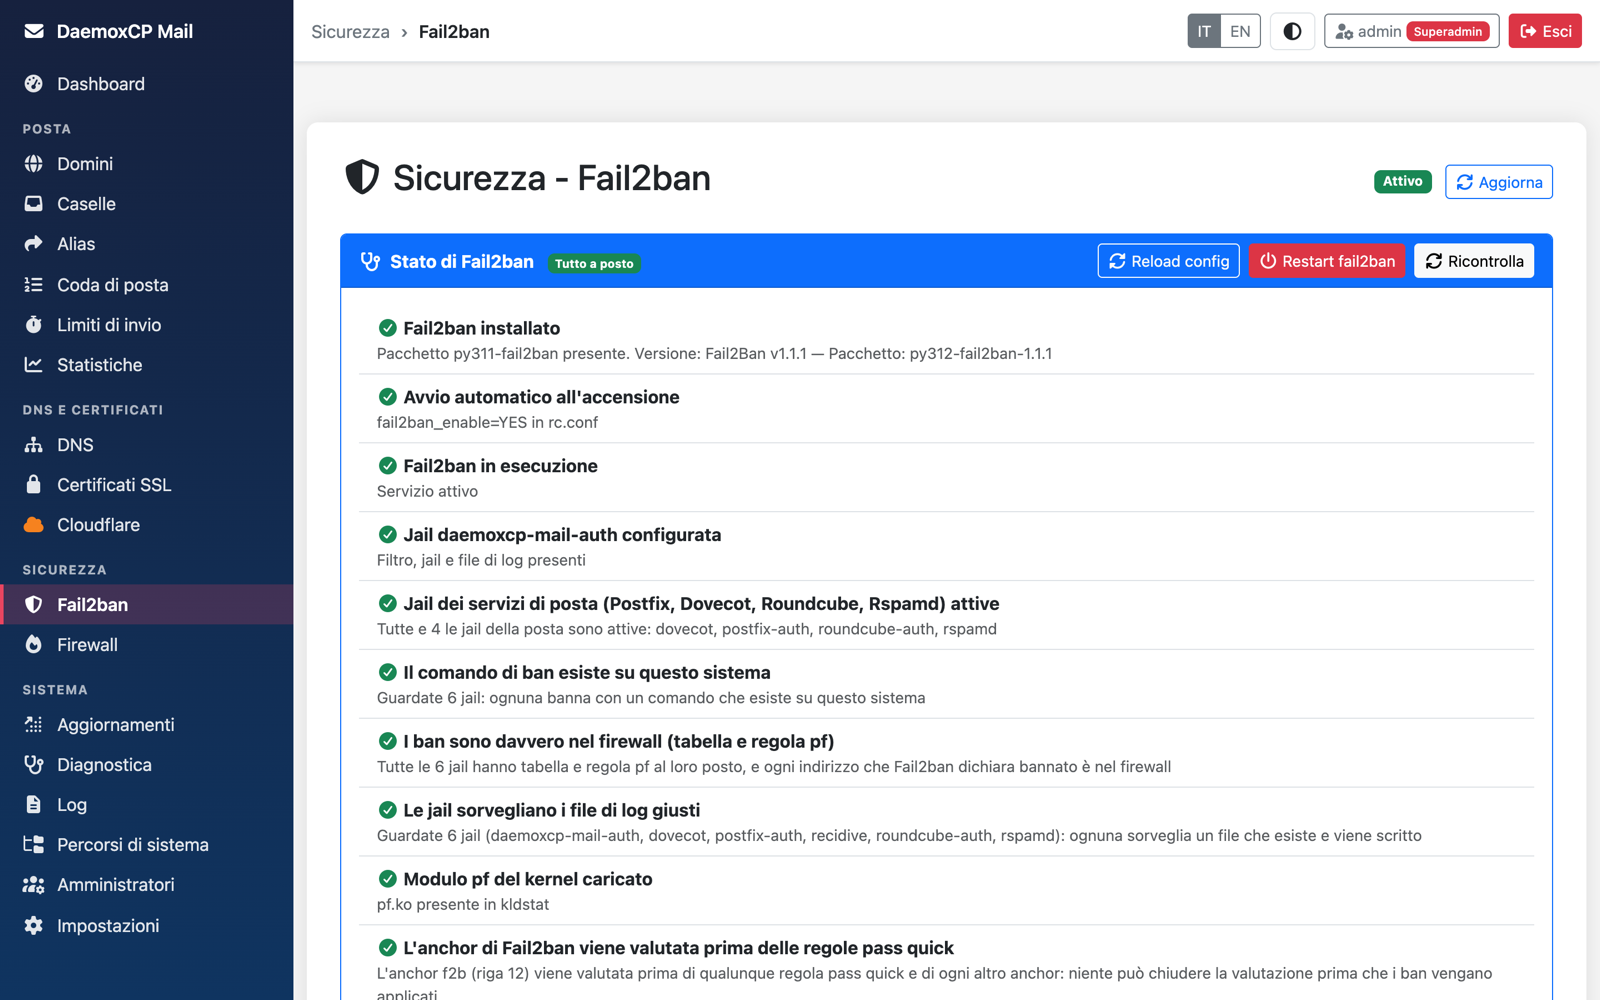 DaemoxCP Mail
Dashboard
POSTA
Domini
Caselle
Alias
Coda di posta
Limiti di invio
Statistiche
DNS E CERTIFICATI
DNS
Certificati SSL
Cloudflare
SICUREZZA
Fail2ban
Firewall
SISTEMA
Aggiornamenti
Diagnostica
Log
Percorsi di sistema
Amministratori
Impostazioni
Sicurezza › Fail2ban
IT EN admin Superadmin Esci
Sicurezza - Fail2ban
Attivo Aggiorna
Stato di Fail2ban Tutto a posto Reload config Restart fail2ban Ricontrolla
Fail2ban installato
Pacchetto py311-fail2ban presente. Versione: Fail2Ban v1.1.1 — Pacchetto: py312-fail2ban-1.1.1
Avvio automatico all'accensione
fail2ban_enable=YES in rc.conf
Fail2ban in esecuzione
Servizio attivo
Jail daemoxcp-mail-auth configurata
Filtro, jail e file di log presenti
Jail dei servizi di posta (Postfix, Dovecot, Roundcube, Rspamd) attive
Tutte e 4 le jail della posta sono attive: dovecot, postfix-auth, roundcube-auth, rspamd
Il comando di ban esiste su questo sistema
Guardate 6 jail: ognuna banna con un comando che esiste su questo sistema
I ban sono davvero nel firewall (tabella e regola pf)
Tutte le 6 jail hanno tabella e regola pf al loro posto, e ogni indirizzo che Fail2ban dichiara bannato è nel firewall
Le jail sorvegliano i file di log giusti
Guardate 6 jail (daemoxcp-mail-auth, dovecot, postfix-auth, recidive, roundcube-auth, rspamd): ognuna sorveglia un file che esiste e viene scritto
Modulo pf del kernel caricato
pf.ko presente in kldstat
L'anchor di Fail2ban viene valutata prima delle regole pass quick
L'anchor f2b (riga 12) viene valutata prima di qualunque regola pass quick e di ogni altro anchor: niente può chiudere la valutazione prima che i ban vengano
applicati